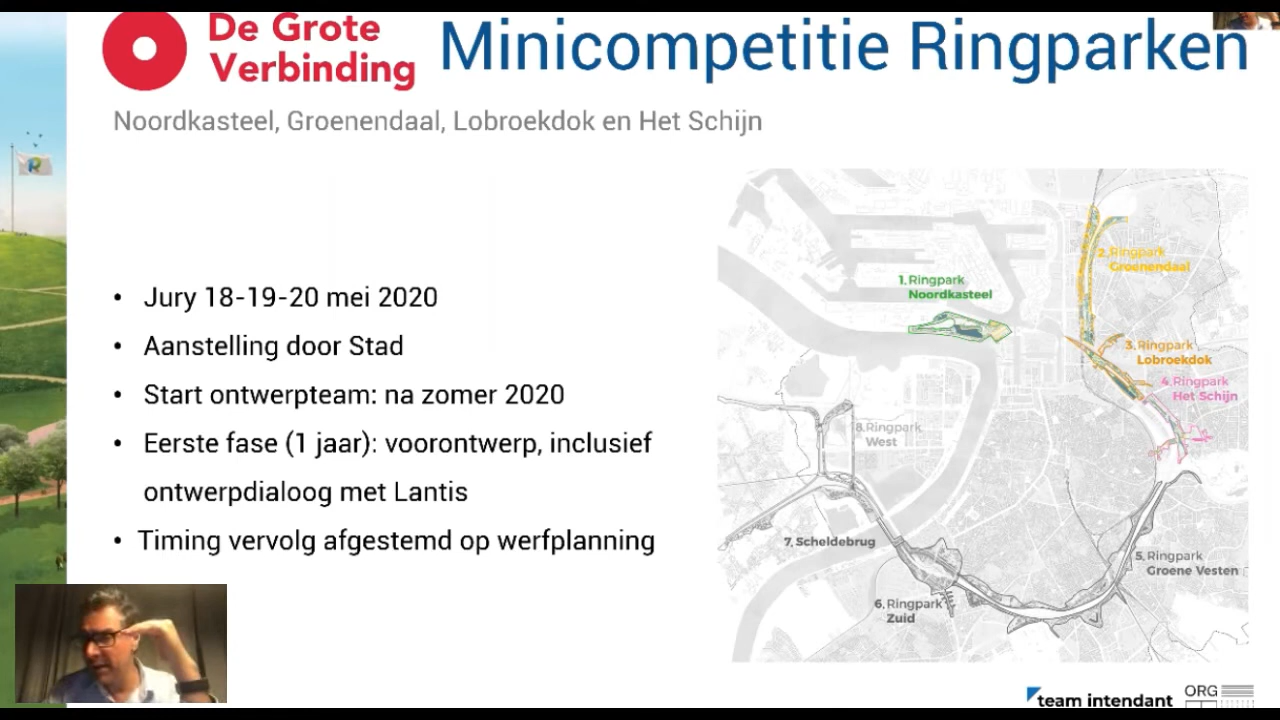 De Grote
Verbinding
Minicompetitie Ringparken
Noordkasteel, Groenendaal, Lobroekdok en Het Schijn
• Jury 18-19-20 mei 2020
• Aanstelling door Stad
• Start ontwerpteam: na zomer 2020
• Eerste fase (1 jaar): voorontwerp, inclusief
ontwerpdialoog met Lantis
• Timing vervolg afgestemd op werfplanning
1. Ringpark
Noordkasteel
2. Ringpark
Groenendaal
3. Ringpark
Lobroekdok
4. Ringpark
Het Schijn
8. Ringpark
West
7. Scheldebrug
5. Ringpark
Groene Vesten
6. Ringpark
Zuid
team intendant
ORG